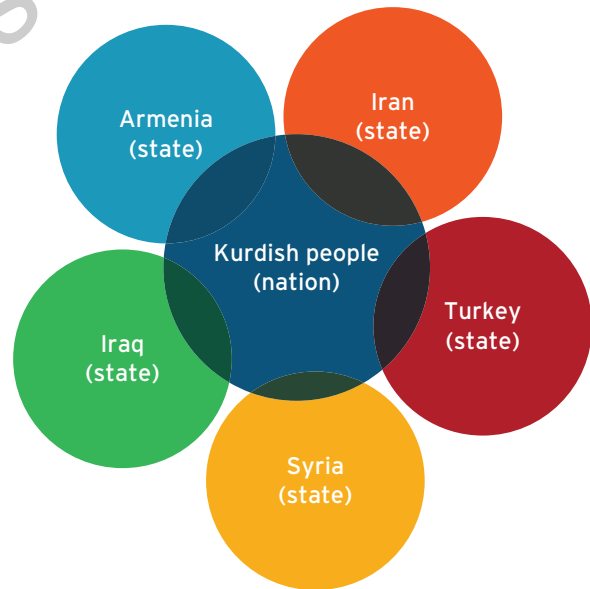 Armenia
(state)
Iran
(state)
Kurdish people
(nation)
Turkey
(state)
Iraq
(state)
Syria
(state)